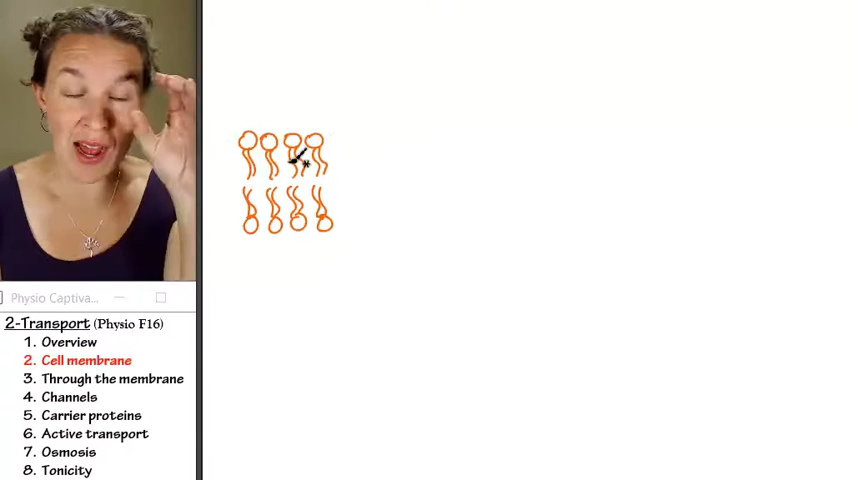 Physio Captiva...
2-Transport (Physio F16)
1. Overview
2. Cell membrane
3. Through the membrane
4. Channels
5. Carrier proteins
6. Active transport
7. Osmosis
8. Tonicity